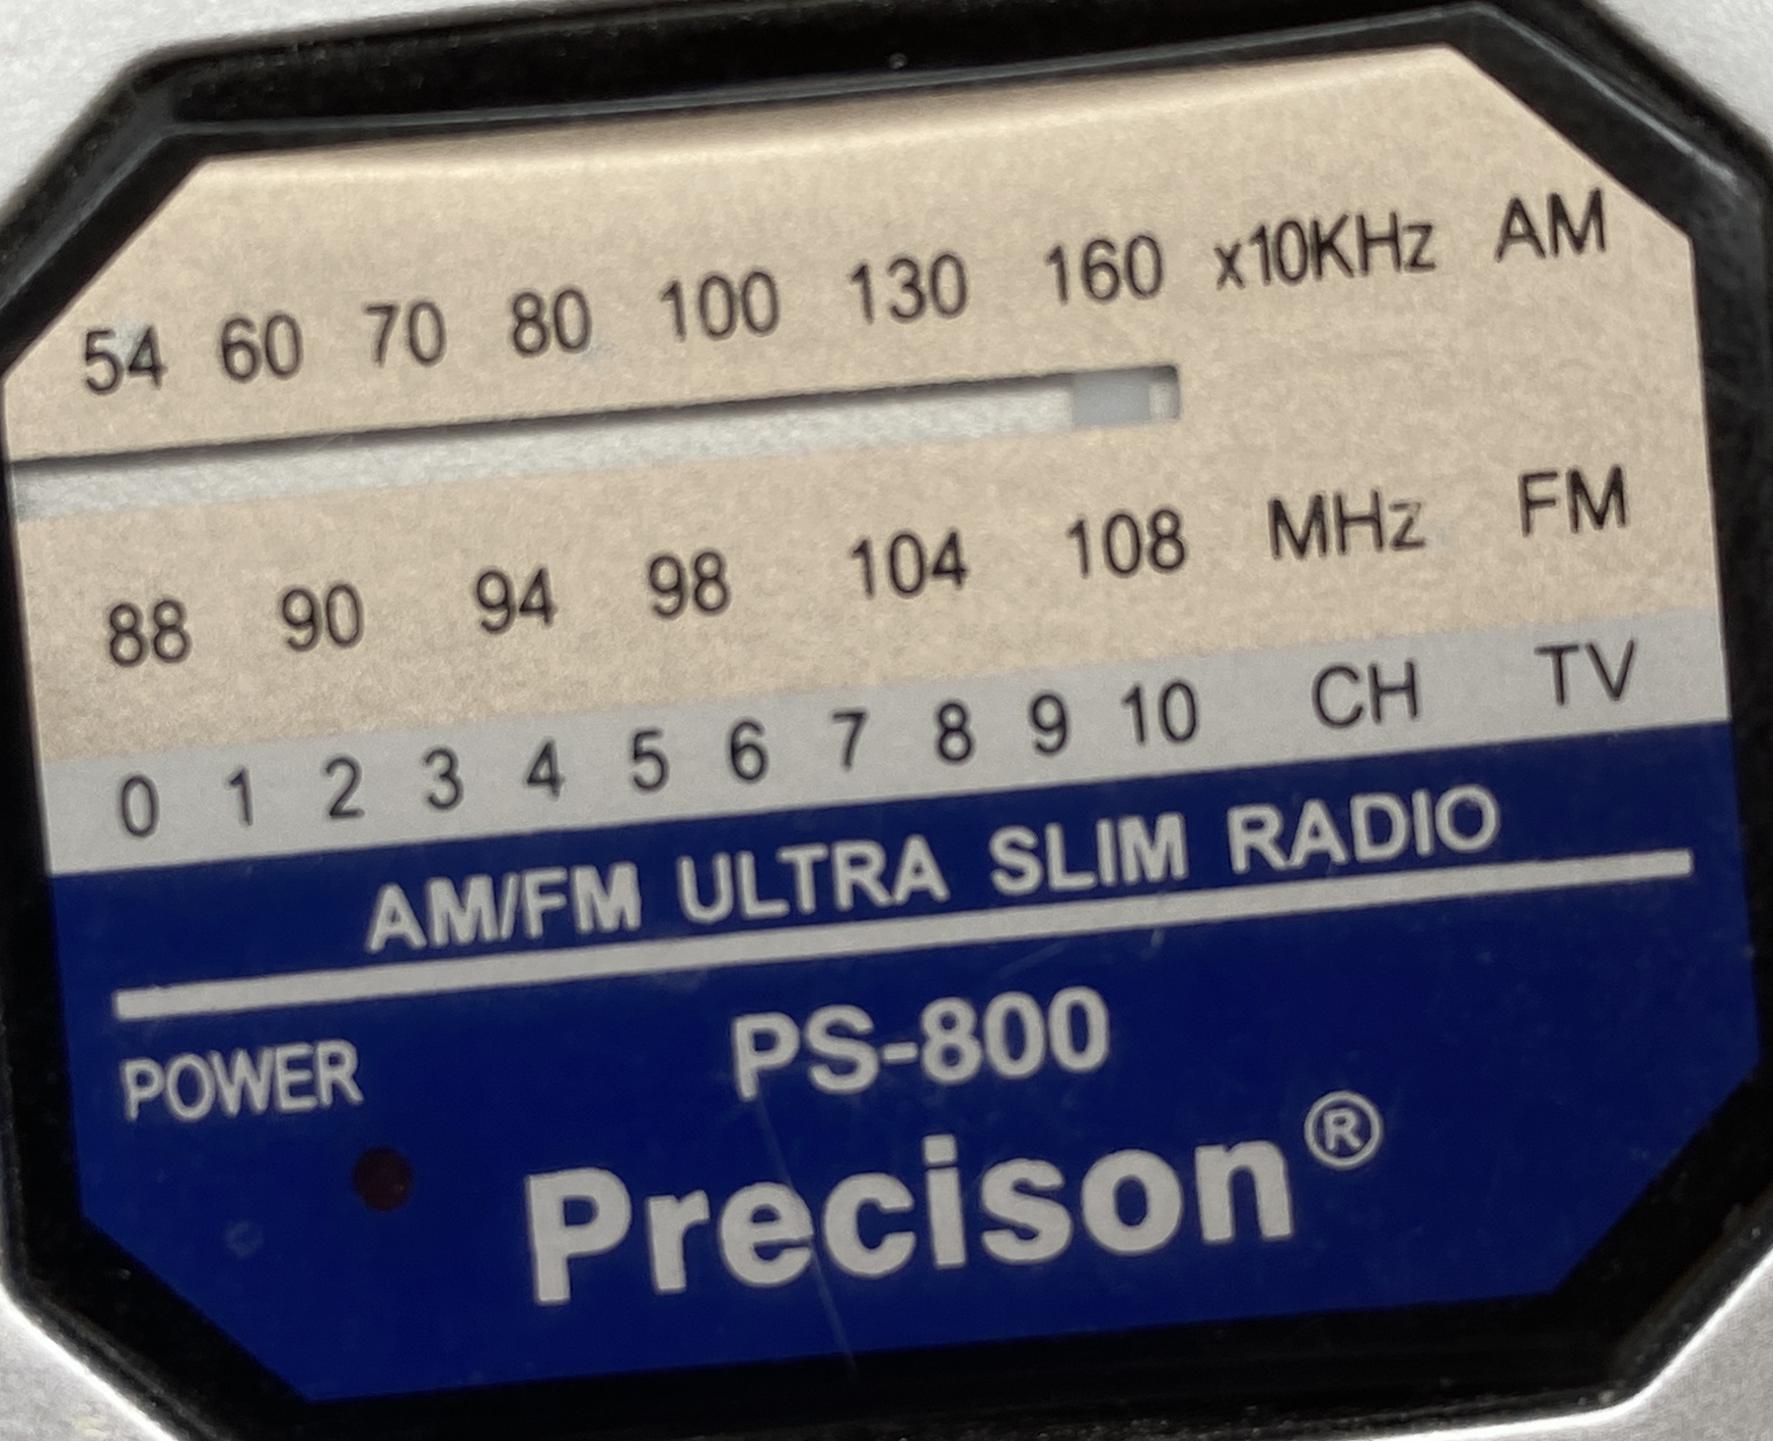 54 60 70 80 100 130 160 x10KHz AM
88 90 94 98 104 108 MHz FM
0 1 2 3 4 5 6 7 8 9 10 CH TV
AM/FM ULTRA SLIM RADIO
PS-800
POWER
Precison®